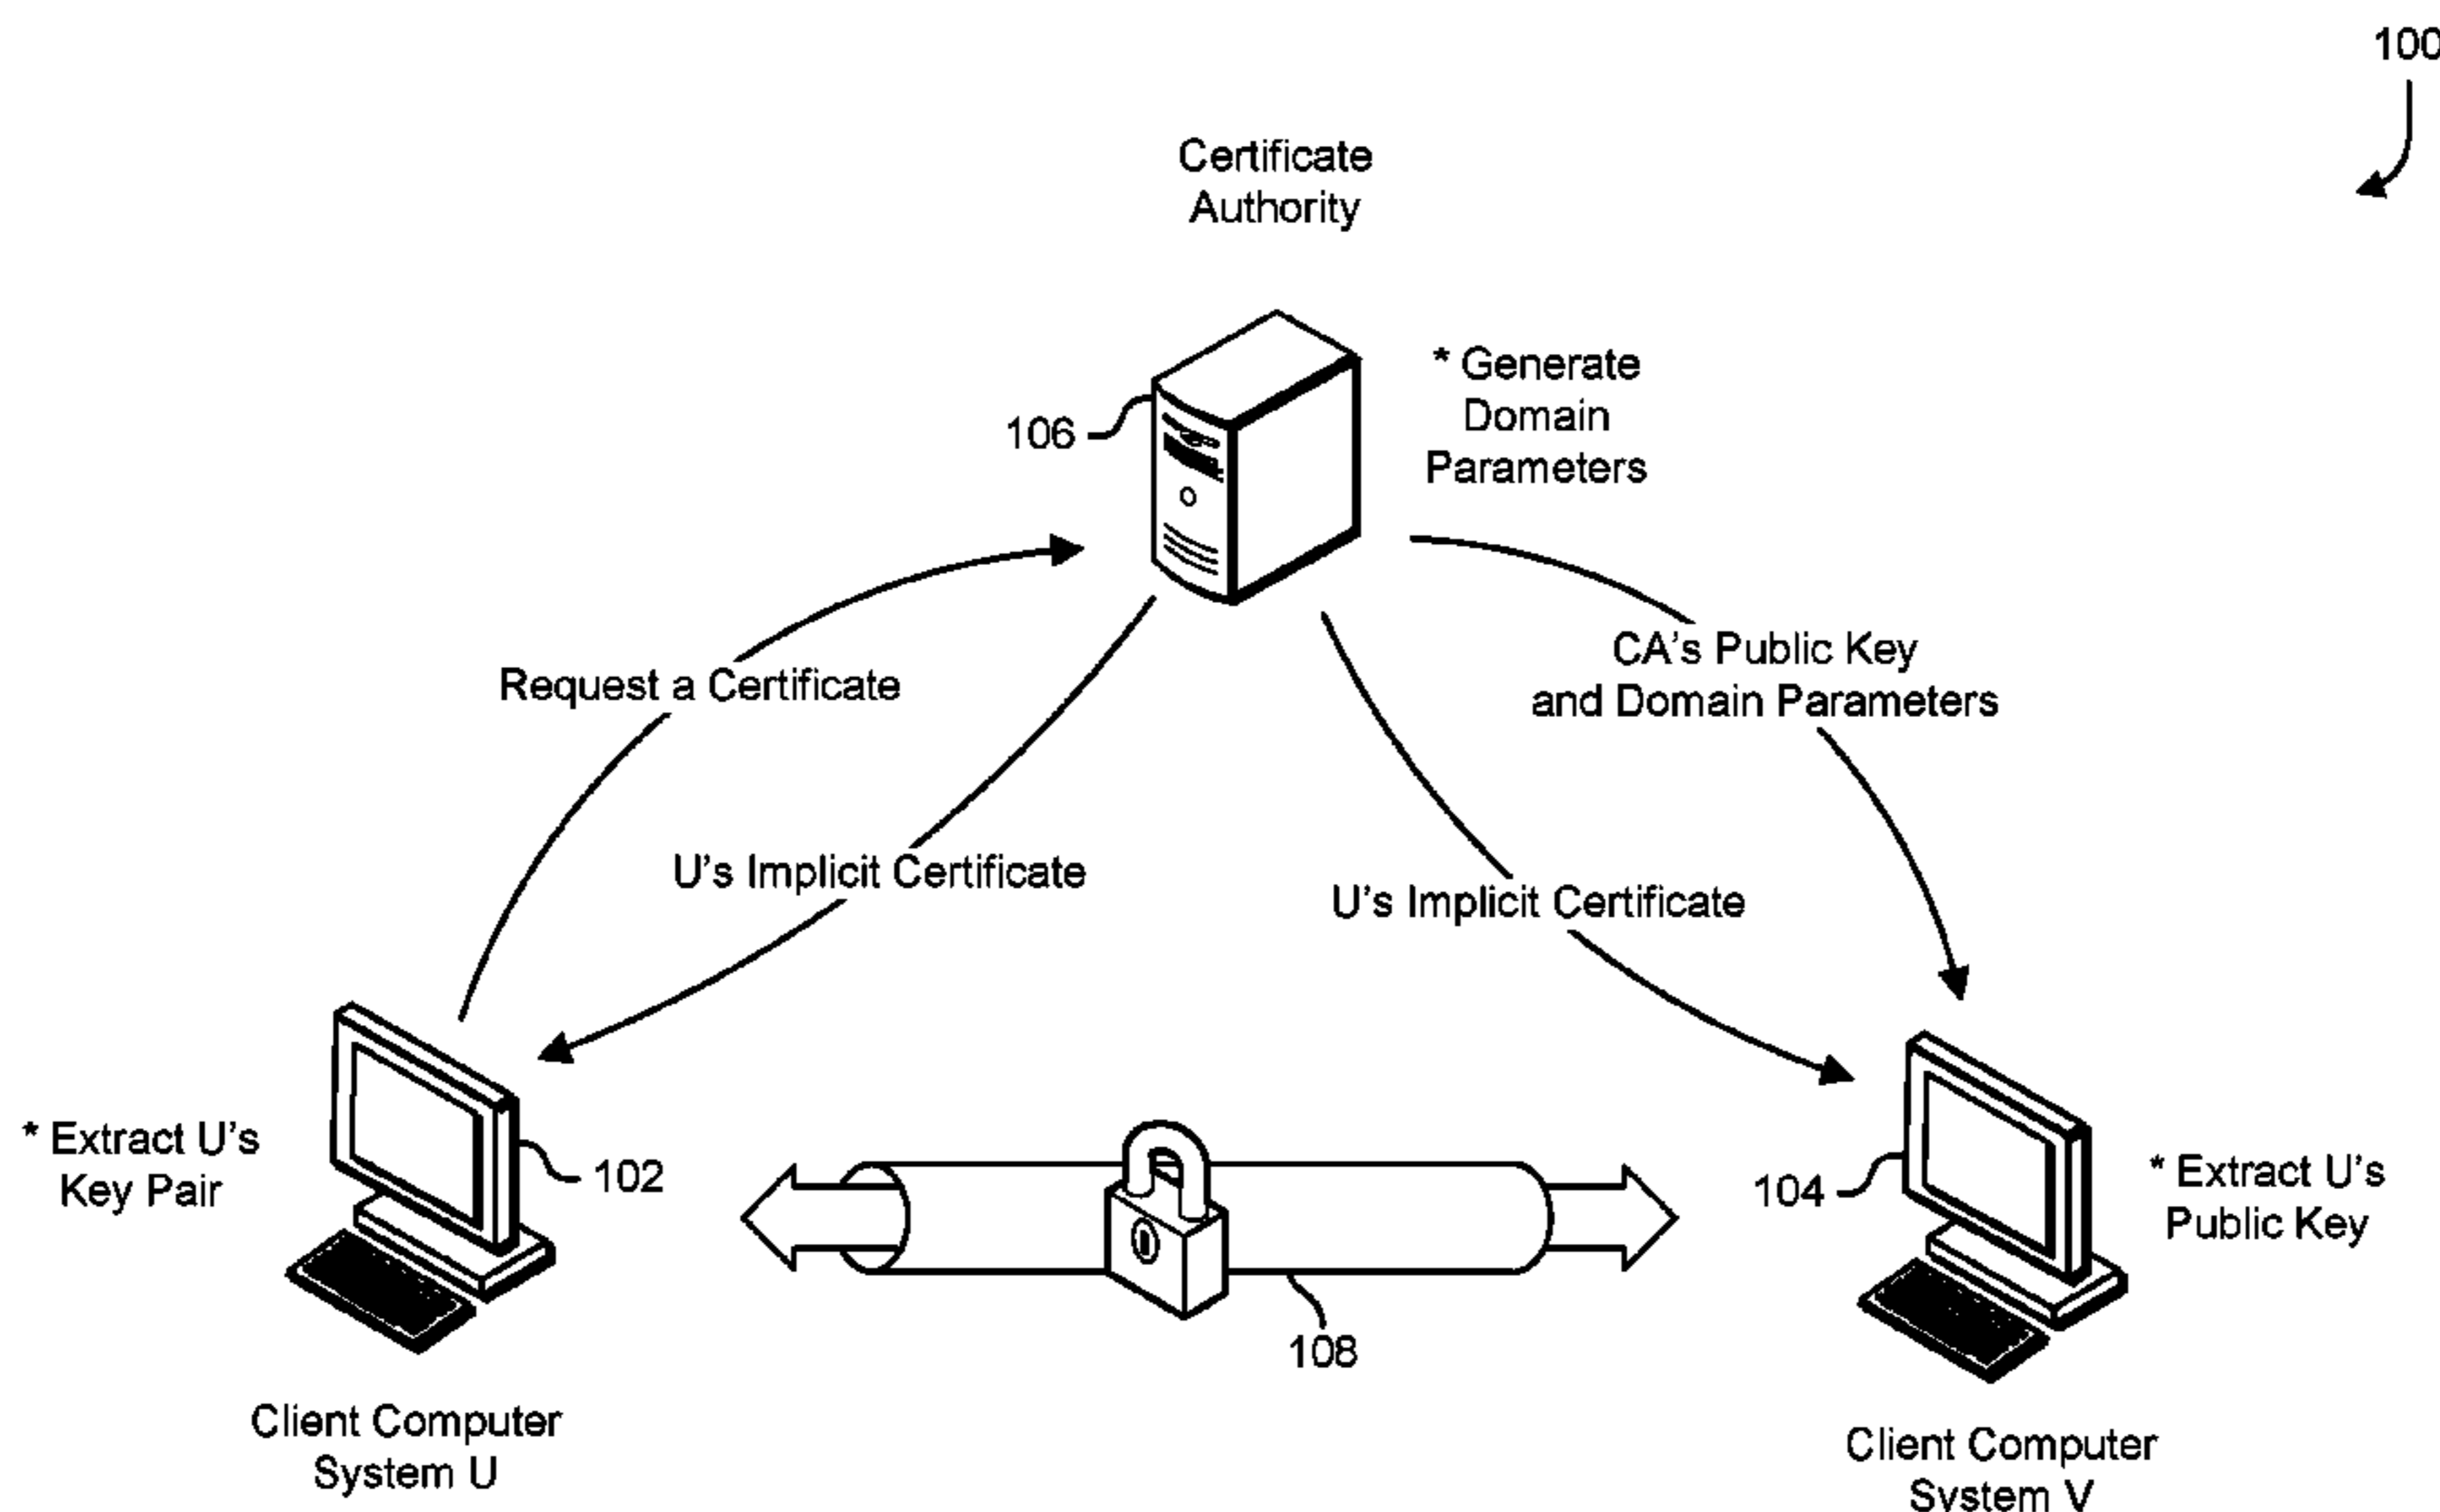 100
Certificate
Authority
* Generate
Domain
Parameters
106
CA's Public Key
and Domain Parameters
Request a Certificate
U's Implicit Certificate
U's Implicit Certificate
* Extract U's
Key Pair
102
104
* Extract U's
Public Key
108
Client Computer
System U
Client Computer
System V